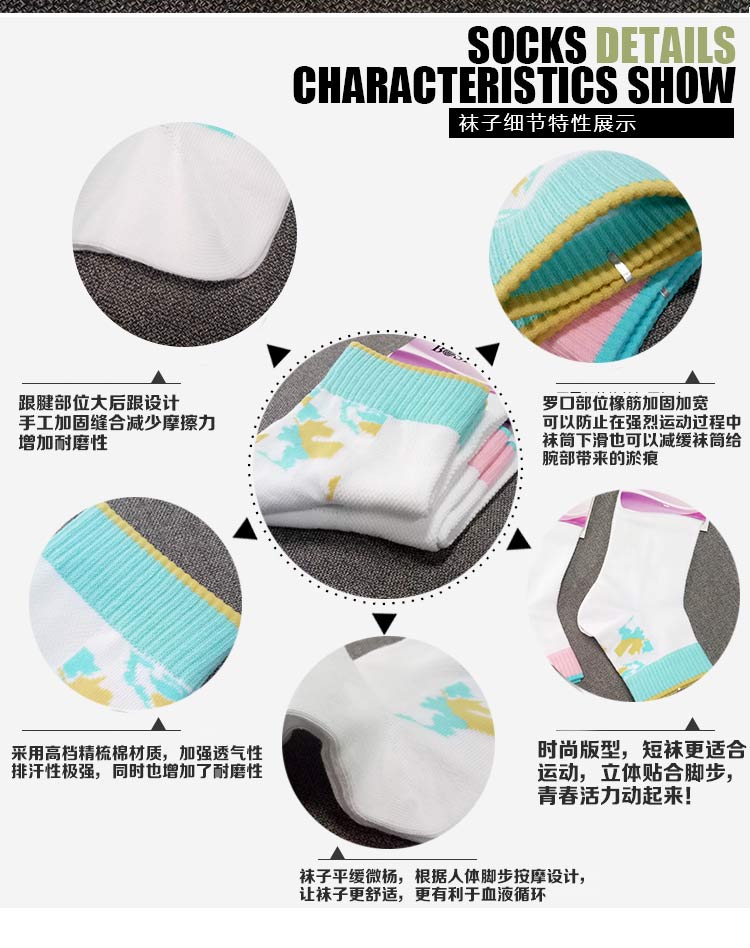 SOCKS DETAILS
CHARACTERISTICS SHOW
袜子细节特性展示
跟腱部位大后跟设计
手工加固缝合减少摩擦力
增加耐磨性
罗口部位橡筋加固加宽
可以防止在强烈运动过程中
袜筒下滑也可以减缓袜筒给
腕部带来的淤痕
采用高档精梳棉材质，加强透气性
排汗性极强，同时也增加了耐磨性
时尚版型，短袜更适合
运动，立体贴合脚步，
青春活力动起来！
袜子平缓微杨，根据人体脚步按摩设计，
让袜子更舒适，更有利于血液循环